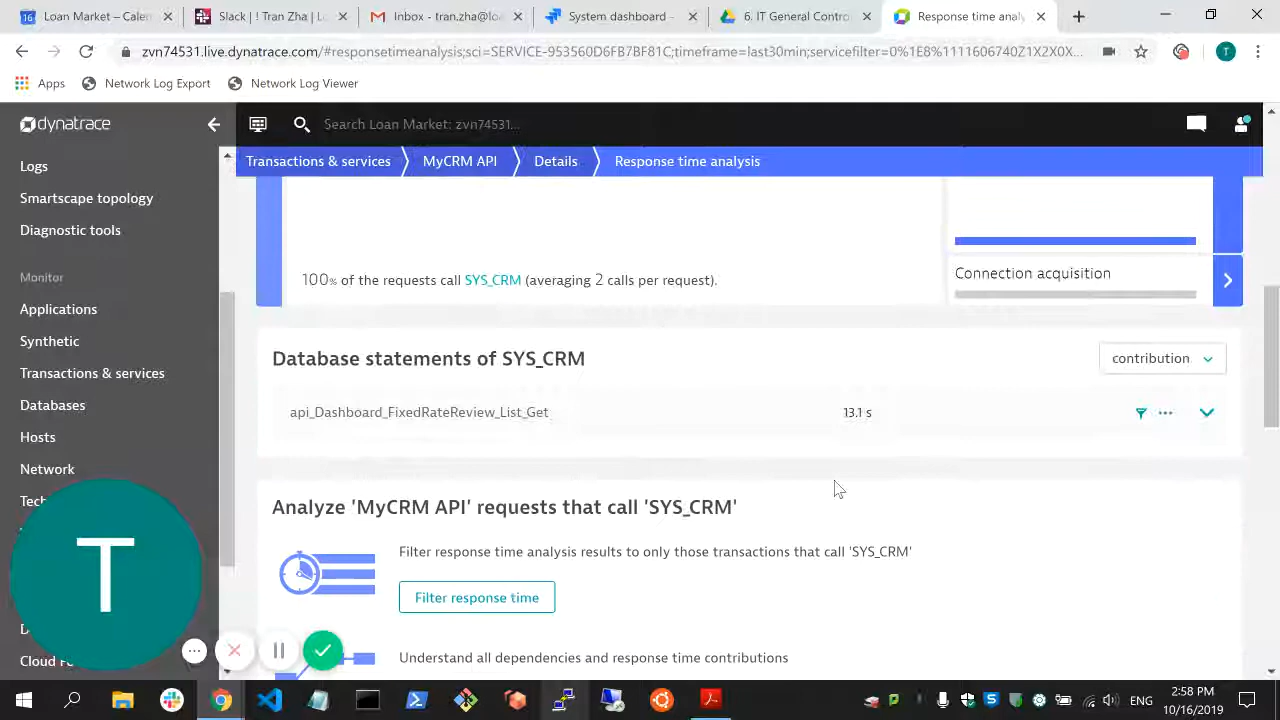 Loan Market - Calen
Slack | ! Tran Zha | Loa
Inbox - tran.zha@loa
System dashboard -
6. IT General Contro
Response time analy
zvn74531.live.dynatrace.com/#responsetimeanalysis;sci=SERVICE-953560D6FB7BF81C;timeframe=last30min;servicefilter=0%1E8%1111606740Z1X2X0X...
T
Apps
Network Log Export
Network Log Viewer
dynatrace
Search Loan Market: zvn74531...
Transactions & services
MyCRM API
Details
Response time analysis
Logs
Smartscape topology
Diagnostic tools
Monitor
Applications
Synthetic
Transactions & services
Databases
Hosts
Network
Tec
T
D
Cloud Fo
100% of the requests call SYS_CRM (averaging 2 calls per request).
Connection acquisition
Database statements of SYS_CRM
contribution
api_Dashboard_FixedRateReview_List_Get
13.1 s
Analyze 'MyCRM API' requests that call 'SYS_CRM'
Filter response time analysis results to only those transactions that call 'SYS_CRM'
Filter response time
Understand all dependencies and response time contributions
ENG
2:58 PM
10/16/2019